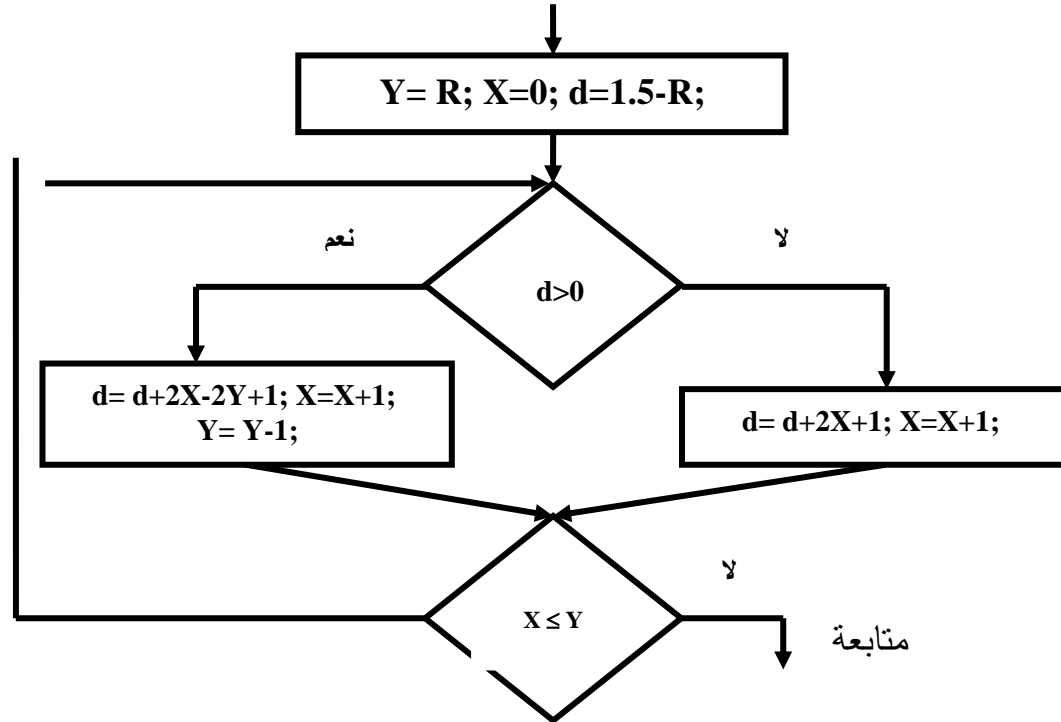 Y= R; X=0; d=1.5-R;
نعم
لا
d>0
d= d+2X-2Y+1; X=X+1;
Y= Y-1;
d= d+2X+1; X=X+1;
لا
X ≤ Y
متابعة